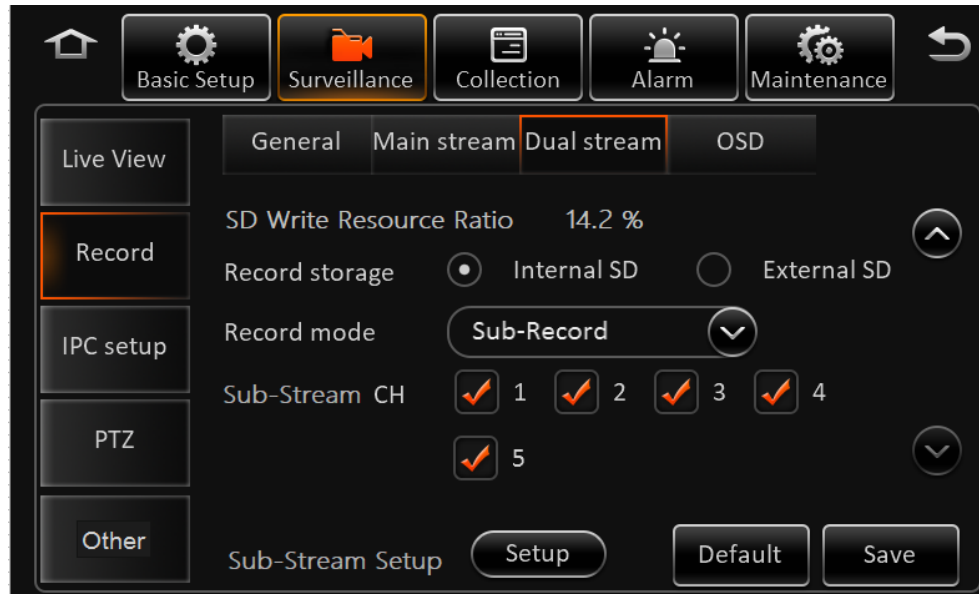 Basic Setup Surveillance Collection Alarm Maintenance
General Main stream Dual stream OSD
Live View
Record
IPC setup
PTZ
Other
SD Write Resource Ratio 14.2 %
Record storage Internal SD External SD
Record mode Sub-Record
Sub-Stream CH 1 2 3 4
5
Sub-Stream Setup Setup Default Save